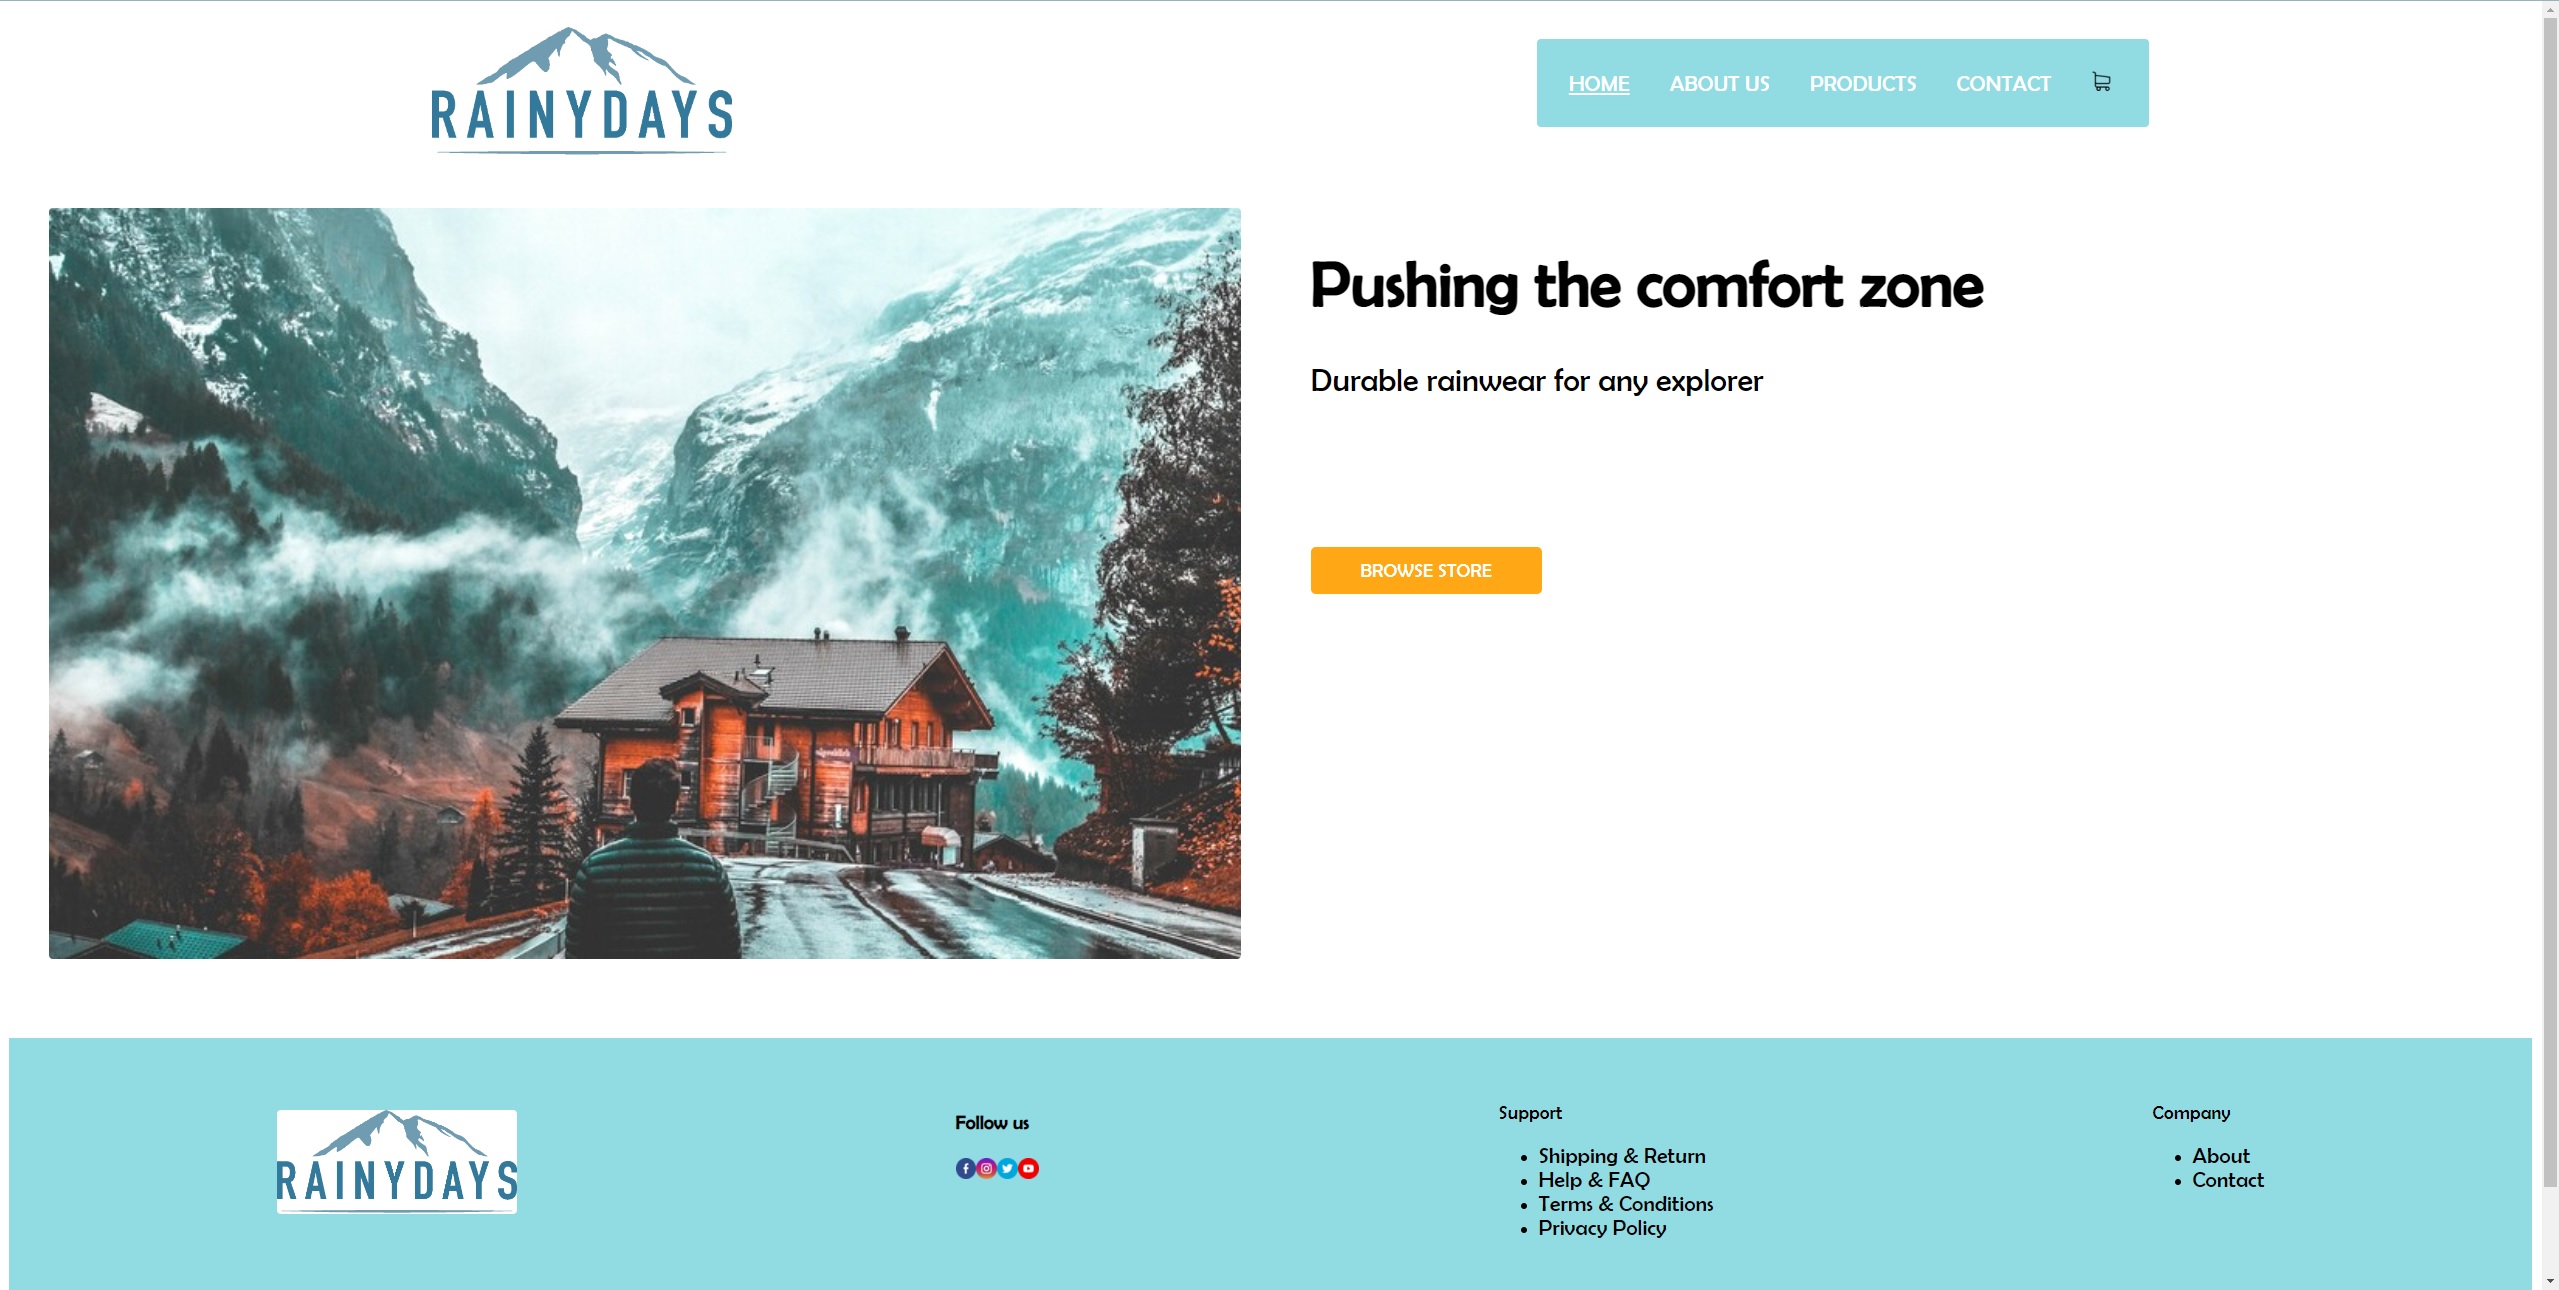 RAINYDAYS
HOME ABOUT US PRODUCTS CONTACT
Pushing the comfort zone
Durable rainwear for any explorer
BROWSE STORE
RAINYDAYS
Follow us
Support
• Shipping & Return
• Help & FAQ
• Terms & Conditions
• Privacy Policy
Company
• About
• Contact